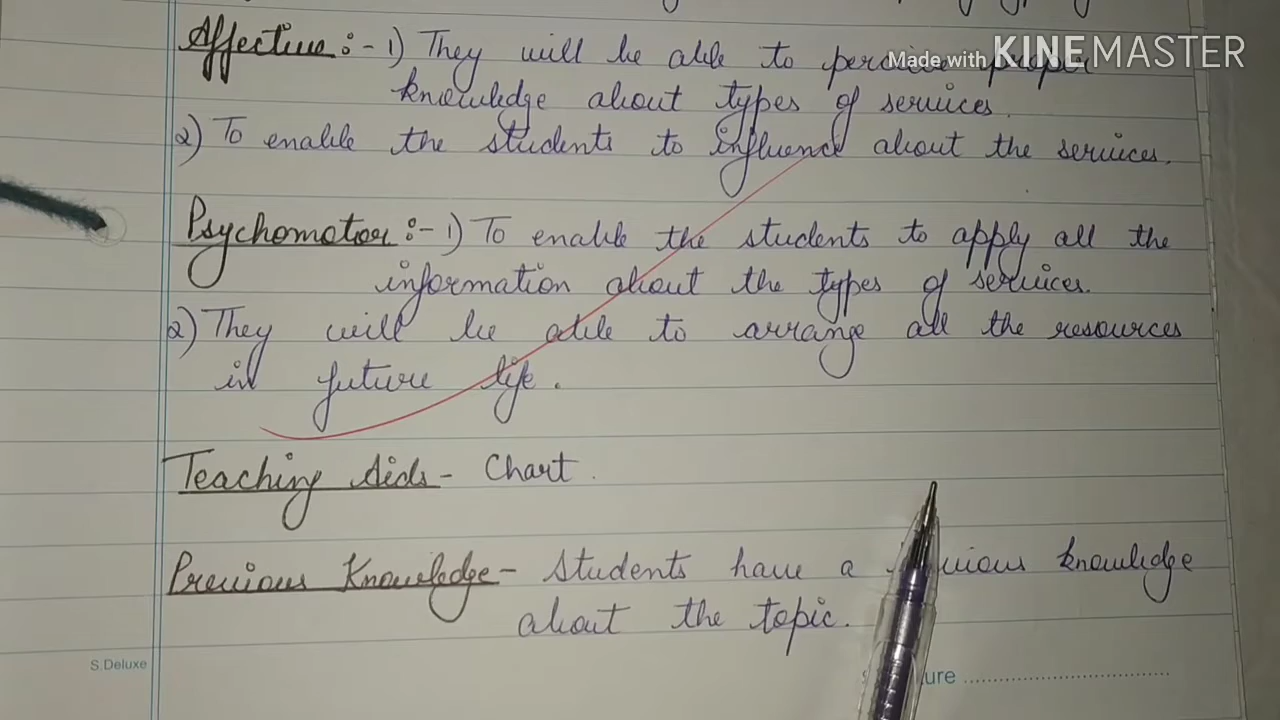 Affective :- 1) They will be able to percieve proper
Made with KINEMASTER
knowledge about types of services.
2) To enable the students to influence about the services.
Psychomotor :- 1) To enable the students to apply all the
information about the types of services.
2) They will be able to arrange all the resources
in future life.
Teaching Aids - Chart.
Previous Knowledge - Students have a knowledge
about the topic.
S.Deluxe